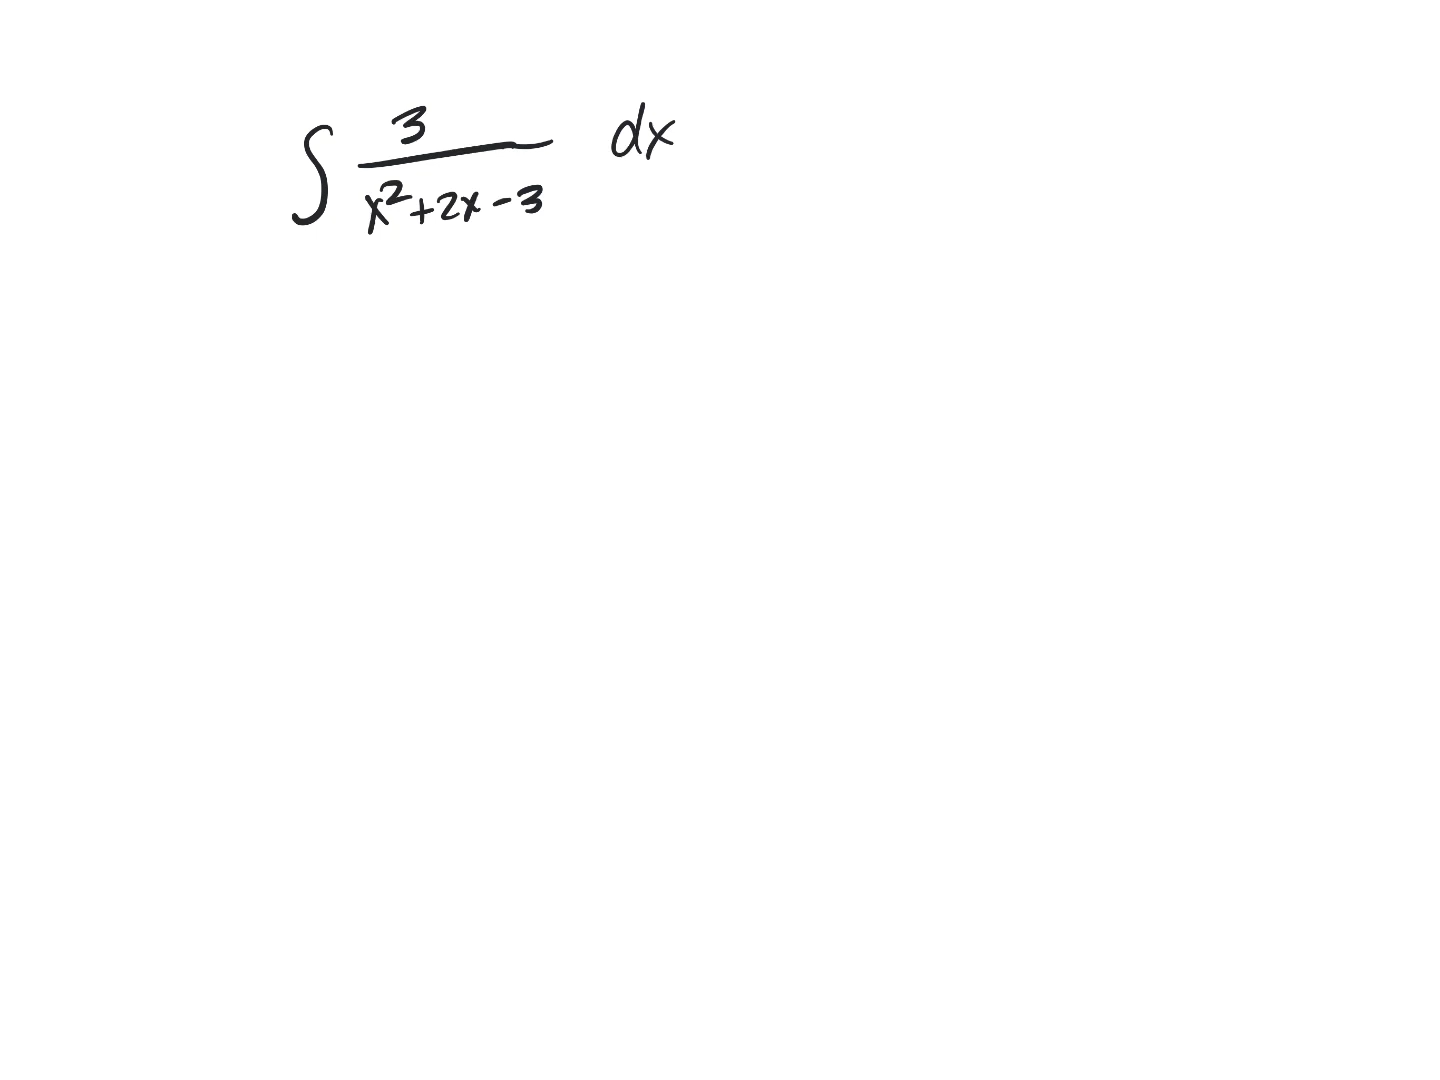 ∫ 3/(x²+2x-3) dx